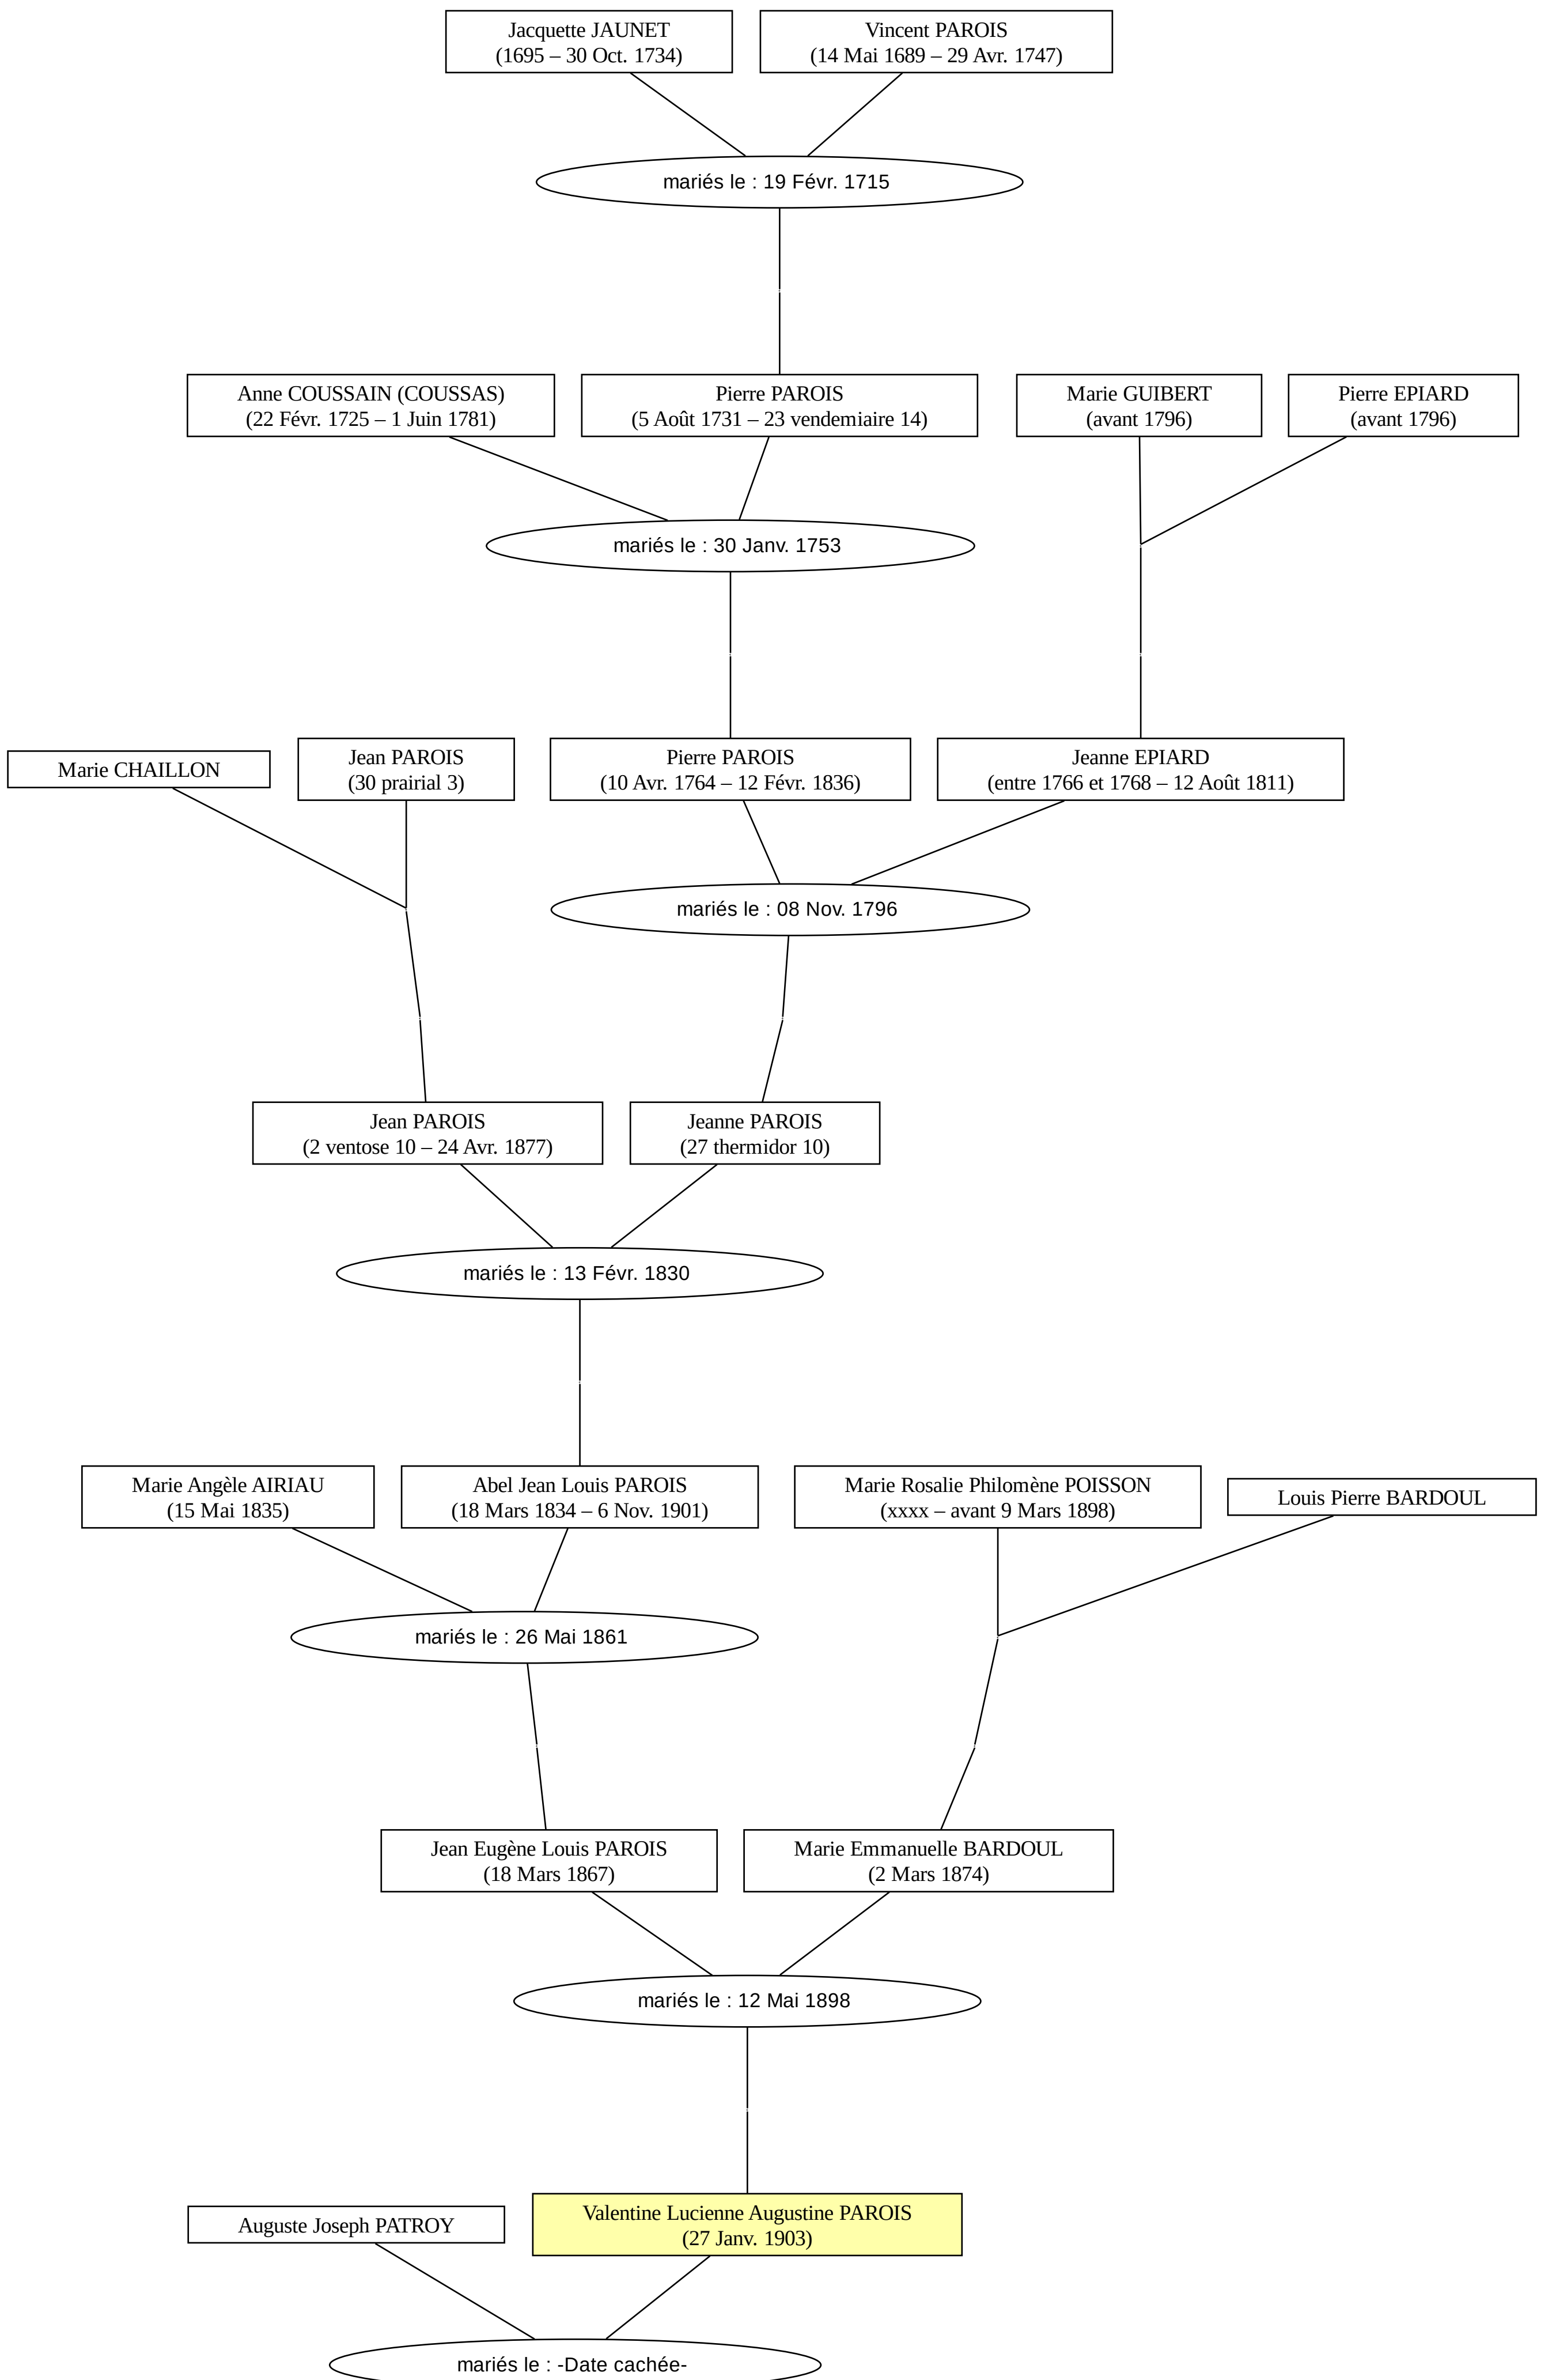 Jacquette JAUNET
(1695 – 30 Oct. 1734)
Vincent PAROIS
(14 Mai 1689 – 29 Avr. 1747)
mariés le : 19 Févr. 1715
Anne COUSSAIN (COUSSAS)
(22 Févr. 1725 – 1 Juin 1781)
Pierre PAROIS
(5 Août 1731 – 23 vendemiaire 14)
Marie GUIBERT
(avant 1796)
Pierre EPIARD
(avant 1796)
mariés le : 30 Janv. 1753
Marie CHAILLON
Jean PAROIS
(30 prairial 3)
Pierre PAROIS
(10 Avr. 1764 – 12 Févr. 1836)
Jeanne EPIARD
(entre 1766 et 1768 – 12 Août 1811)
mariés le : 08 Nov. 1796
Jean PAROIS
(2 ventose 10 – 24 Avr. 1877)
Jeanne PAROIS
(27 thermidor 10)
mariés le : 13 Févr. 1830
Marie Angèle AIRIAU
(15 Mai 1835)
Abel Jean Louis PAROIS
(18 Mars 1834 – 6 Nov. 1901)
Marie Rosalie Philomène POISSON
(xxxx – avant 9 Mars 1898)
Louis Pierre BARDOUL
mariés le : 26 Mai 1861
Jean Eugène Louis PAROIS
(18 Mars 1867)
Marie Emmanuelle BARDOUL
(2 Mars 1874)
mariés le : 12 Mai 1898
Auguste Joseph PATROY
Valentine Lucienne Augustine PAROIS
(27 Janv. 1903)
mariés le : -Date cachée-